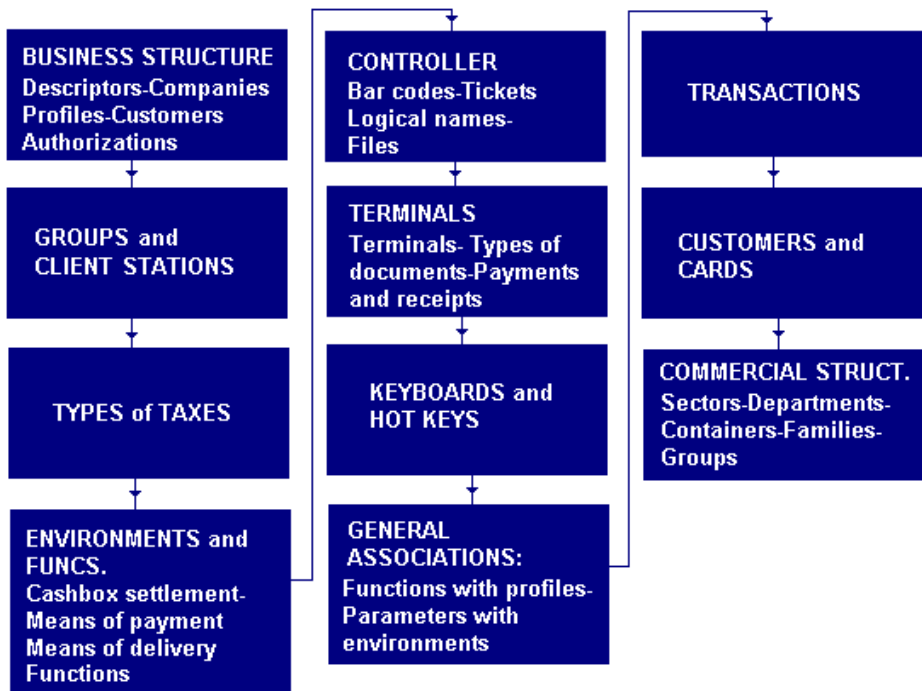 BUSINESS STRUCTURE
Descriptors-Companies
Profiles-Customers
Authorizations
GROUPS and
CLIENT STATIONS
TYPES of TAXES
ENVIRONMENTS and
FUNCS.
Cashbox settlement-
Means of payment
Means of delivery
Functions
CONTROLLER
Bar codes-Tickets
Logical names-
Files
TERMINALS
Terminals- Types of
documents-Payments
and receipts
KEYBOARDS and
HOT KEYS
GENERAL
ASSOCIATIONS:
Functions with profiles-
Parameters with
environments
TRANSACTIONS
CUSTOMERS and
CARDS
COMMERCIAL STRUCT.
Sectors-Departments-
Containers-Families-
Groups